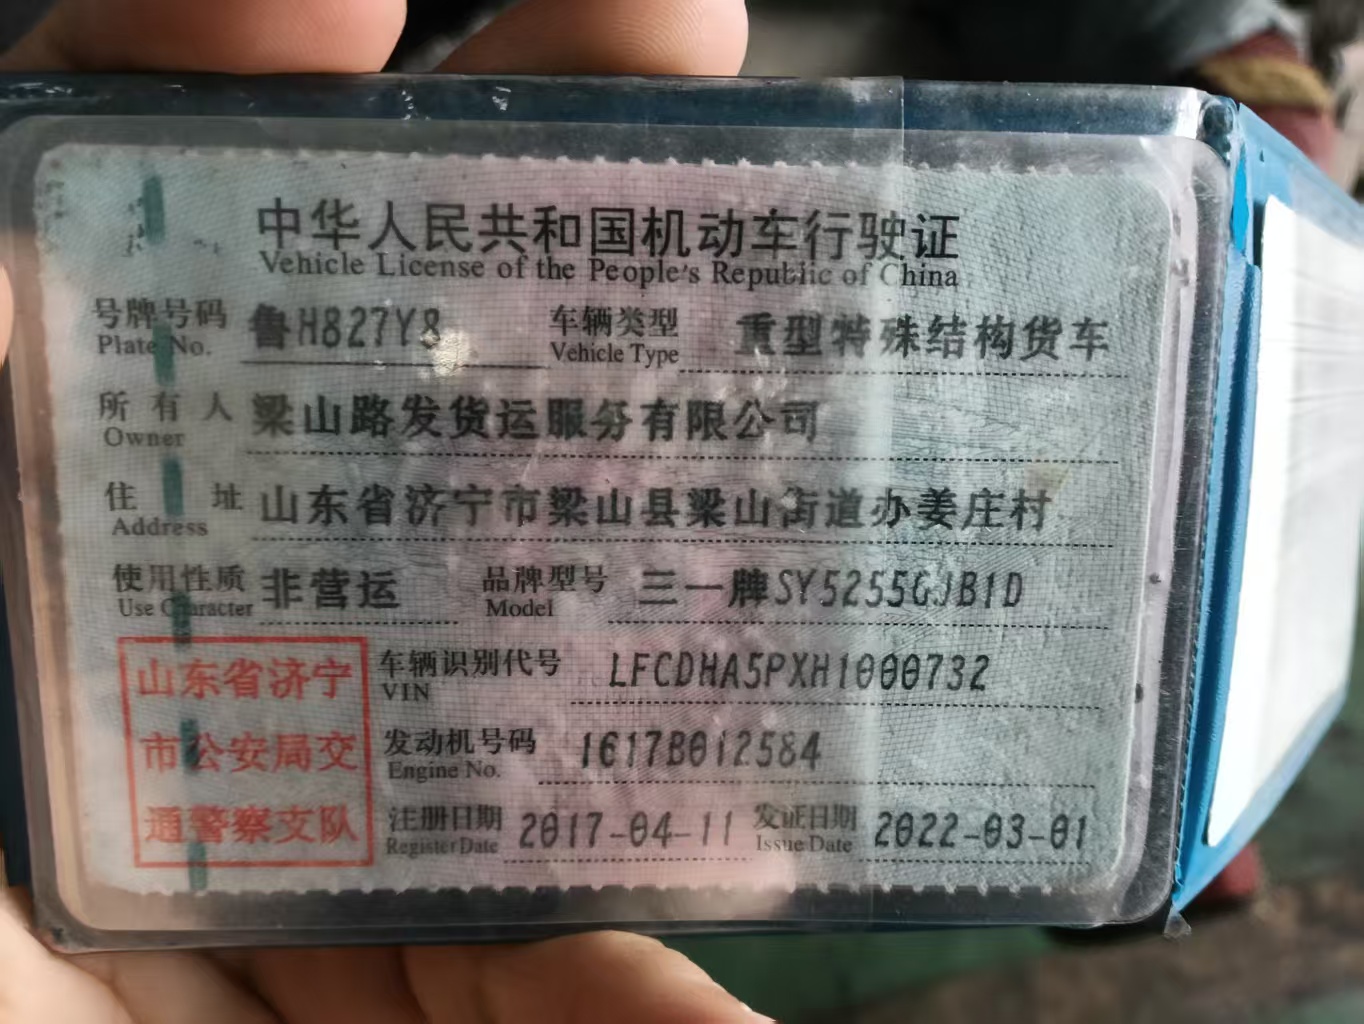 中华人民共和国机动车行驶证
Vehicle License of the People's Republic of China
号牌号码 鲁H827Y8 车辆类型 重型特殊结构货车
Plate No. Vehicle Type
所有人 梁山路发货运服务有限公司
Owner
住址 山东省济宁市梁山县梁山街道办姜庄村
Address
使用性质 非营运 品牌型号 三一牌SY5255GJB1D
Use Character Model
山东省济宁
市公安局交
通警察支队
车辆识别代号 LFCDHA5PXH1000732
VIN
发动机号码 1617B012584
Engine No.
注册日期 2017-04-11 发证日期 2022-03-01
Register Date Issue Date